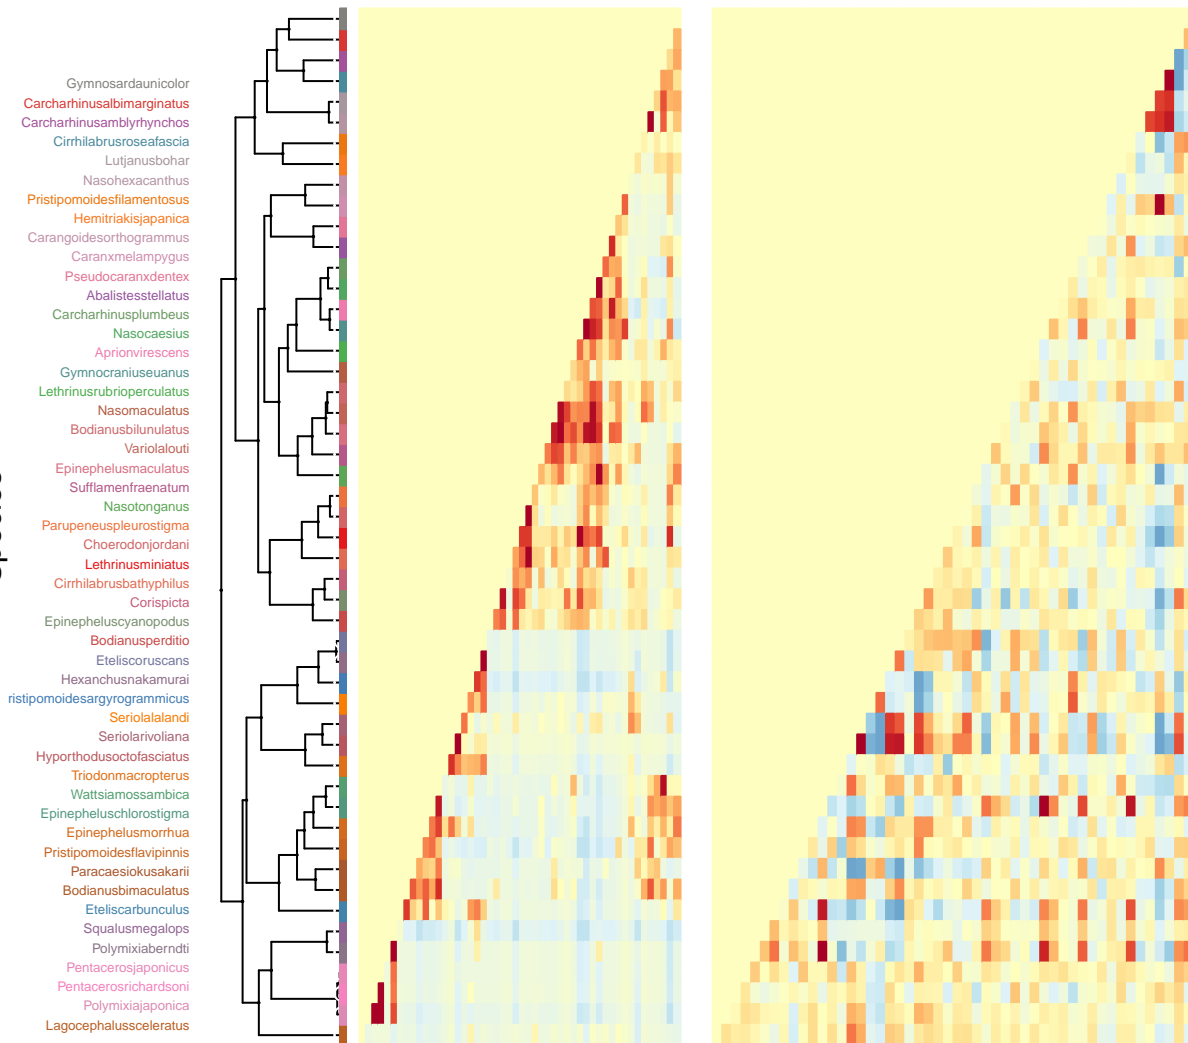 Gymnosardaunicolor
Carcharhinusalbimarginatus
Carcharhinusamblyrhynchos
Cirrhilabrusroseafascia
Lutjanusbohar
Nasohexacanthus
Pristipomoidesfilamentosus
Hemitriakisjapanica
Carangoidesorthogrammus
Caranxmelampygus
Pseudocaranxdentex
Abalistesstellatus
Carcharhinusplumbeus
Nasocaesius
Aprionvirescens
Gymnocraniuseuanus
Lethrinusrubrioperculatus
Nasomaculatus
Bodianusbilunulatus
Variolalouti
Epinephelusmaculatus
Sufflamenfraenatum
Nasotonganus
Parupeneuspleurostigma
Choerodonjordani
Lethrinusminiatus
Cirrhilabrusbathyphilus
Corispicta
Epinepheluscyanopodus
Bodianusperditio
Eteliscoruscans
Hexanchusnakamurai
ristipomoidesargyrogrammicus
Seriolalalandi
Seriolarivoliana
Hyporthodusoctofasciatus
Triodonmacropterus
Wattsiamossambica
Epinepheluschlorostigma
Epinephelusmorrhua
Pristipomoidesflavipinnis
Paracaesiokusakarii
Bodianusbimaculatus
Eteliscarbunculus
Squalusmegalops
Polymixiaberndti
Pentacerosjaponicus
Pentacerosrichardsoni
Polymixiajaponica
Lagocephalussceleratus